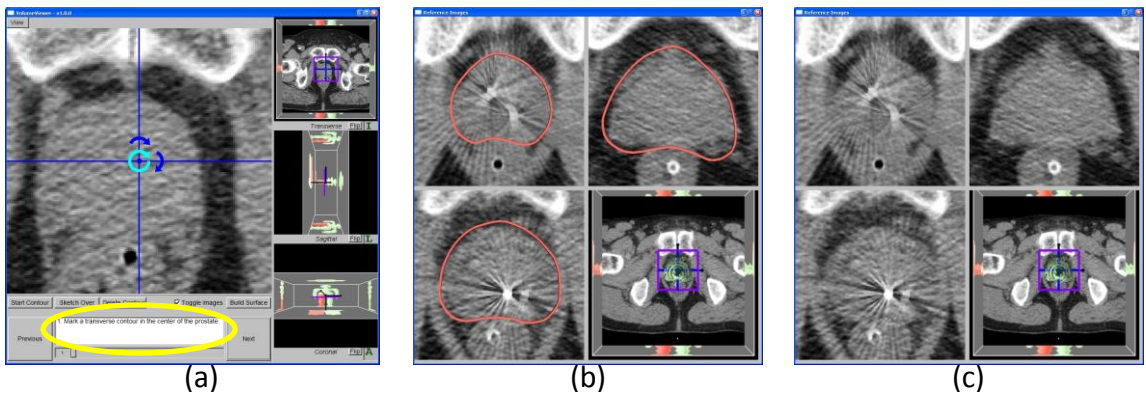 VolumeViewer - v1.0.0
View
Transverse Flip I
Sagittal Flip L
Coronal Flip A
Start Contour Sketch Over Delete Contour Toggle Images Build Surface
Previous
1. Mark a transverse contour in the center of the prostate
Next
1
(a)
Reference Images
(b)
Reference Images
(c)